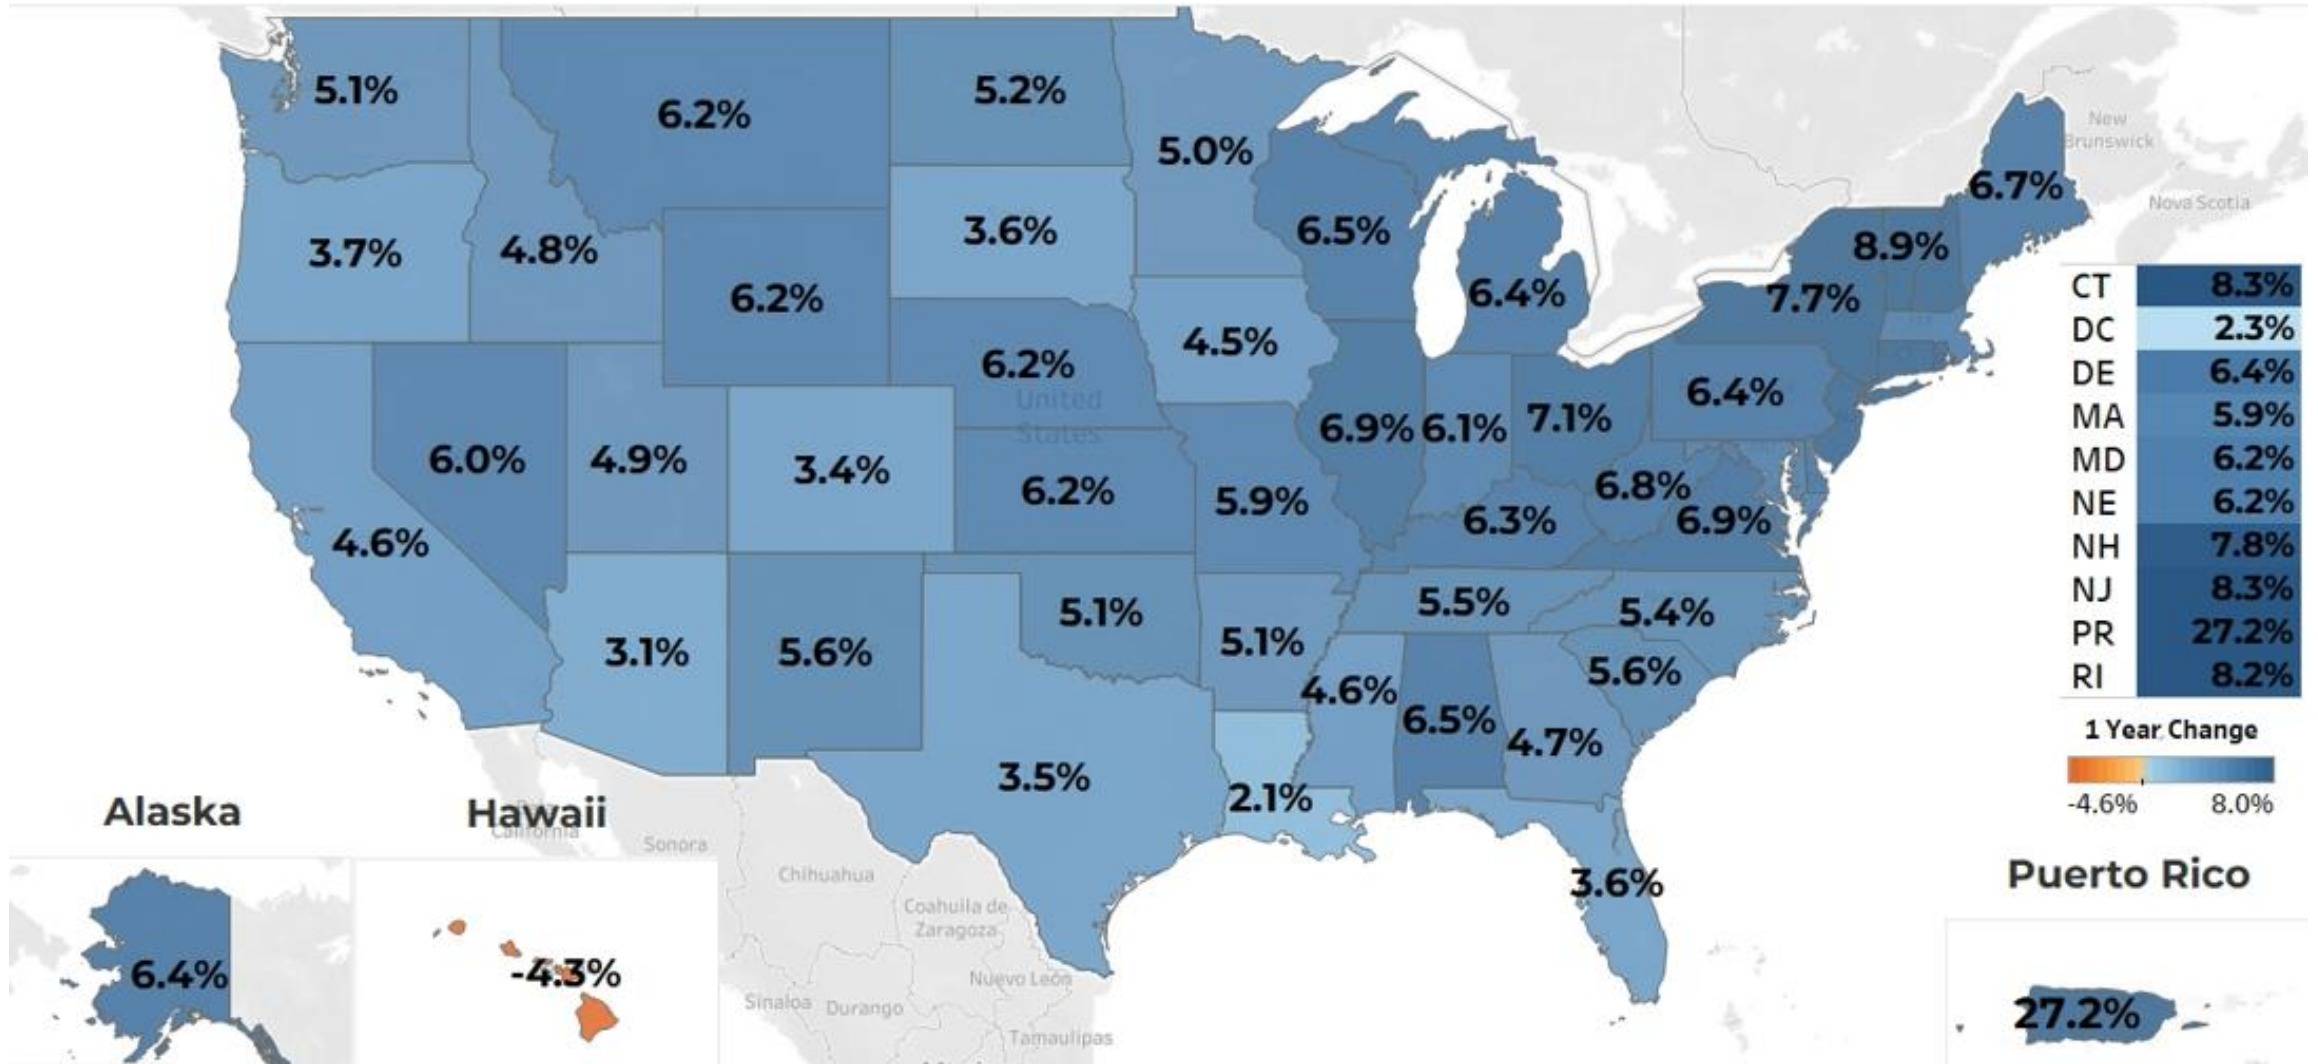 5.1%
6.2%
5.2%
5.0%
New
Brunswick
6.7%
Nova Scotia
3.7%
4.8%
3.6%
6.5%
8.9%
6.2%
6.4%
7.7%
4.5%
6.2%
United
States
6.4%
6.0%
4.9%
3.4%
6.2%
5.9%
6.9%
6.1%
7.1%
6.8%
6.9%
6.3%
4.6%
5.1%
5.5%
5.4%
3.1%
5.6%
5.1%
5.6%
4.6%
6.5%
4.7%
3.5%
2.1%
3.6%
CT 8.3%
DC 2.3%
DE 6.4%
MA 5.9%
MD 6.2%
NE 6.2%
NH 7.8%
NJ 8.3%
PR 27.2%
RI 8.2%
1 Year Change
-4.6% 8.0%
Alaska
6.4%
Hawaii
California
-4.3%
Sonora
Chihuahua
Coahuila de
Zaragoza
Nuevo León
Sinaloa
Durango
Tamaulipas
Puerto Rico
27.2%